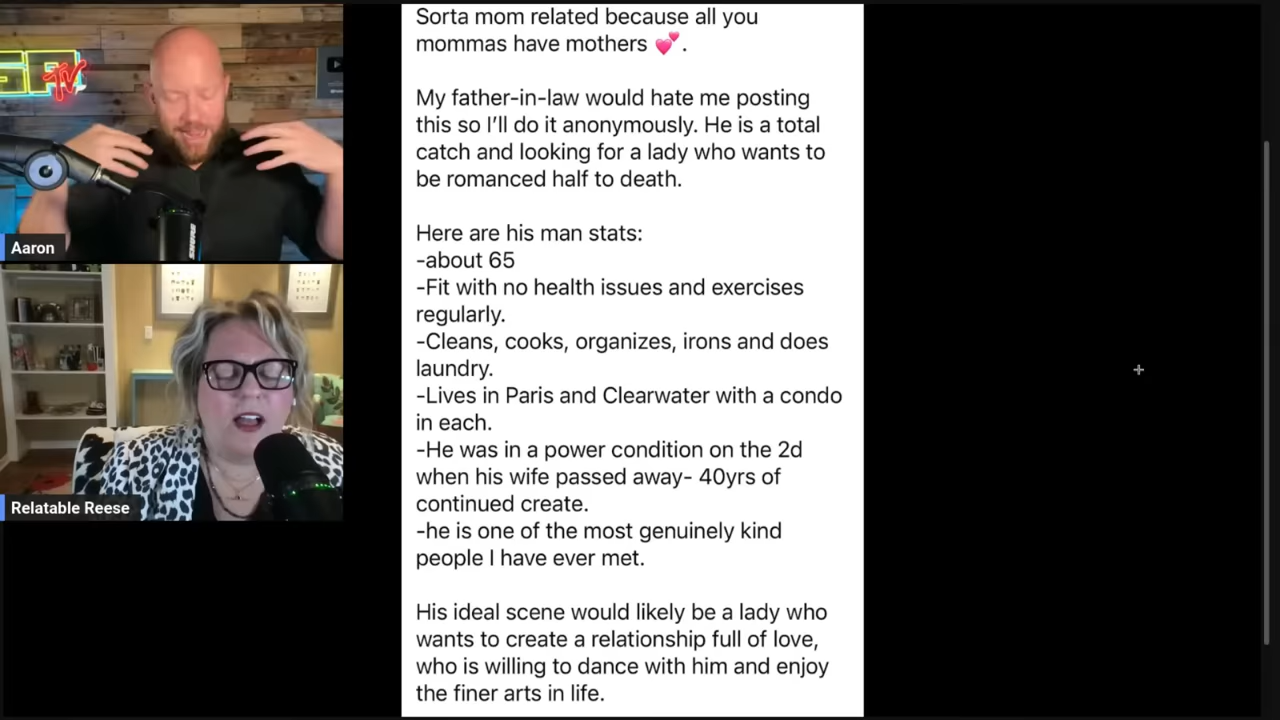 TV
Aaron
Relatable Reese
Sorta mom related because all you
mommas have mothers 💕.
My father-in-law would hate me posting
this so I’ll do it anonymously. He is a total
catch and looking for a lady who wants to
be romanced half to death.
Here are his man stats:
-about 65
-Fit with no health issues and exercises
regularly.
-Cleans, cooks, organizes, irons and does
laundry.
-Lives in Paris and Clearwater with a condo
in each.
-He was in a power condition on the 2d
when his wife passed away- 40yrs of
continued create.
-he is one of the most genuinely kind
people I have ever met.
His ideal scene would likely be a lady who
wants to create a relationship full of love,
who is willing to dance with him and enjoy
the finer arts in life.